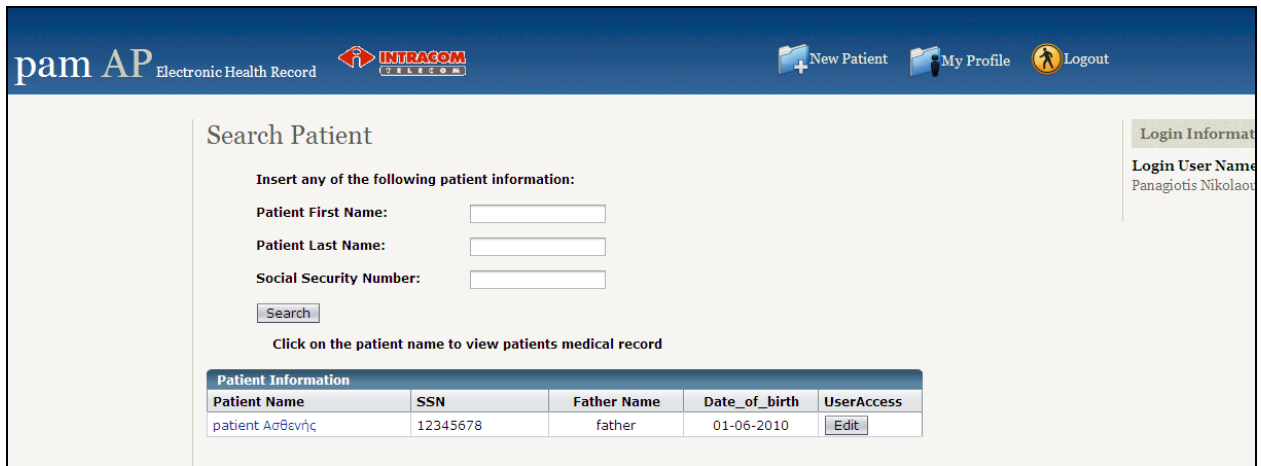 pam AP Electronic Health Record
INTRACOM
TELECOM
New Patient
My Profile
Logout
Search Patient
Insert any of the following patient information:
Patient First Name:
Patient Last Name:
Social Security Number:
Search
Click on the patient name to view patients medical record
Patient Information
Patient Name SSN Father Name Date_of_birth UserAccess
patient Ασθενής 12345678 father 01-06-2010 Edit
Login Informat
Login User Name
Panagiotis Nikolaou